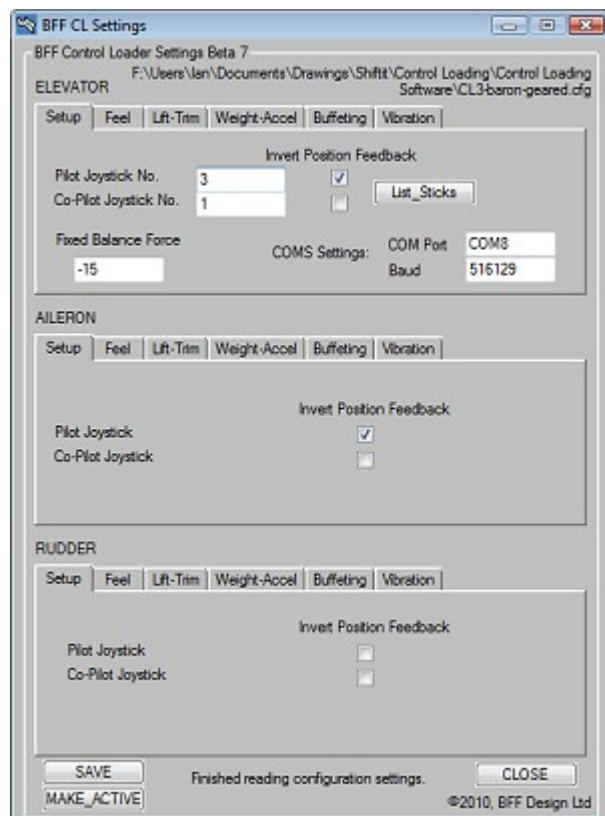 BFF CL Settings
BFF Control Loader Settings Beta 7
F:\Users\Ian\Documents\Drawings\Shiftit\Control Loading\Control Loading
ELEVATOR Software\CL3-baron-geared.cfg
Setup Feel Lift-Trim Weight-Accel Buffeting Vibration
Invert Position Feedback
Pilot Joystick No. 3
List_Sticks
Co-Pilot Joystick No. 1
Fixed Balance Force
COMS Settings: COM Port COM8
-15 Baud 516129
AILERON
Setup Feel Lift-Trim Weight-Accel Buffeting Vibration
Invert Position Feedback
Pilot Joystick
Co-Pilot Joystick
RUDDER
Setup Feel Lift-Trim Weight-Accel Buffeting Vibration
Invert Position Feedback
Pilot Joystick
Co-Pilot Joystick
SAVE Finished reading configuration settings. CLOSE
MAKE_ACTIVE ©2010, BFF Design Ltd